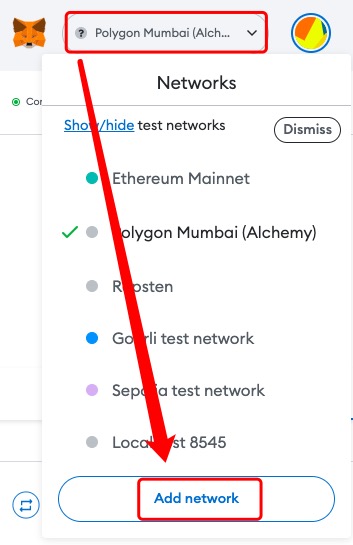 Polygon Mumbai (Alch...
Networks
Show/hide test networks
Dismiss
Ethereum Mainnet
Polygon Mumbai (Alchemy)
Ropsten
Goerli test network
Sepolia test network
Localhost 8545
Add network